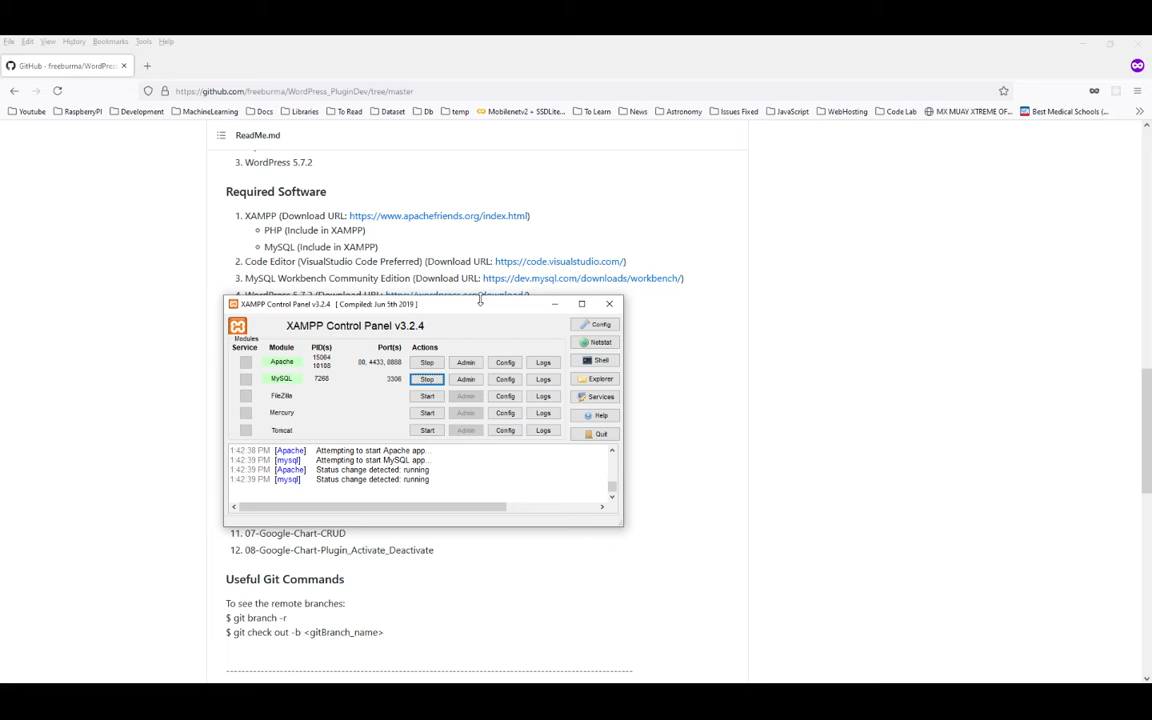 File Edit View History Bookmarks Tools Help
GitHub - freeburma/WordPres
https://github.com/freeburma/WordPress_PluginDev/tree/master
Youtube RaspberryPI Development MachineLearning Docs Libraries To Read Dataset Db temp Mobilenetv2 + SSDLite... To Learn News Astronomy Issues Fixed JavaScript WebHosting Code Lab MX MUAY XTREME OF... Best Medical Schools (...
ReadMe.md
3. WordPress 5.7.2
Required Software
1. XAMPP (Download URL: https://www.apachefriends.org/index.html)
PHP (Include in XAMPP)
MySQL (Include in XAMPP)
2. Code Editor (VisualStudio Code Preferred) (Download URL: https://code.visualstudio.com/)
3. MySQL Workbench Community Edition (Download URL: https://dev.mysql.com/downloads/workbench/)
XAMPP Control Panel v3.2.4 [ Compiled: Jun 5th 2019 ]
XAMPP Control Panel v3.2.4
Config
Modules
Service Module PID(s) Port(s) Actions
Netstat
Apache 15064 10108 80, 4433, 8888 Stop Admin Config Logs
Shell
MySQL 7268 3306 Stop Admin Config Logs
Explorer
FileZilla Start Admin Config Logs
Services
Mercury Start Admin Config Logs
Help
Tomcat Start Admin Config Logs
Quit
1:42:38 PM [Apache] Attempting to start Apache app...
1:42:39 PM [mysql] Attempting to start MySQL app...
1:42:39 PM [Apache] Status change detected: running
1:42:39 PM [mysql] Status change detected: running
11. 07-Google-Chart-CRUD
12. 08-Google-Chart-Plugin_Activate_Deactivate
Useful Git Commands
To see the remote branches:
$ git branch -r
$ git check out -b <gitBranch_name>
--------------------------------------------------------------------------------